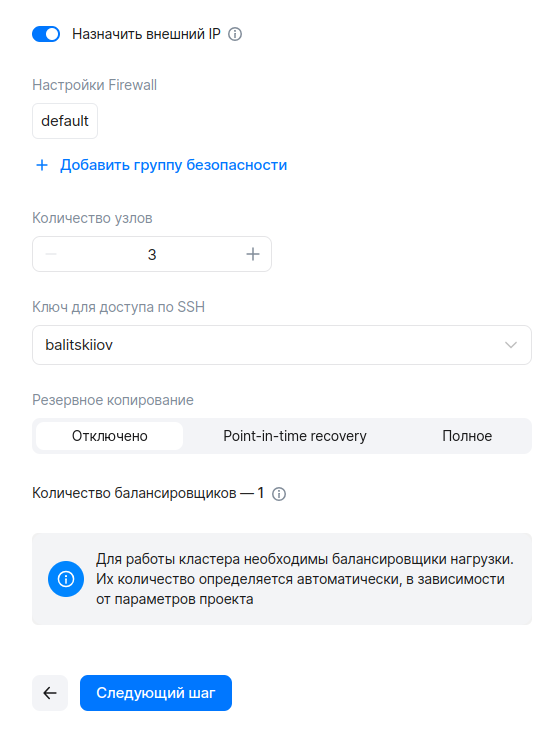 Назначить внешний IP
Настройки Firewall
default
Добавить группу безопасности
Количество узлов
3
Ключ для доступа по SSH
balitskiiov
Резервное копирование
Отключено Point-in-time recovery Полное
Количество балансировщиков — 1
Для работы кластера необходимы балансировщики нагрузки.
Их количество определяется автоматически, в зависимости
от параметров проекта
Следующий шаг